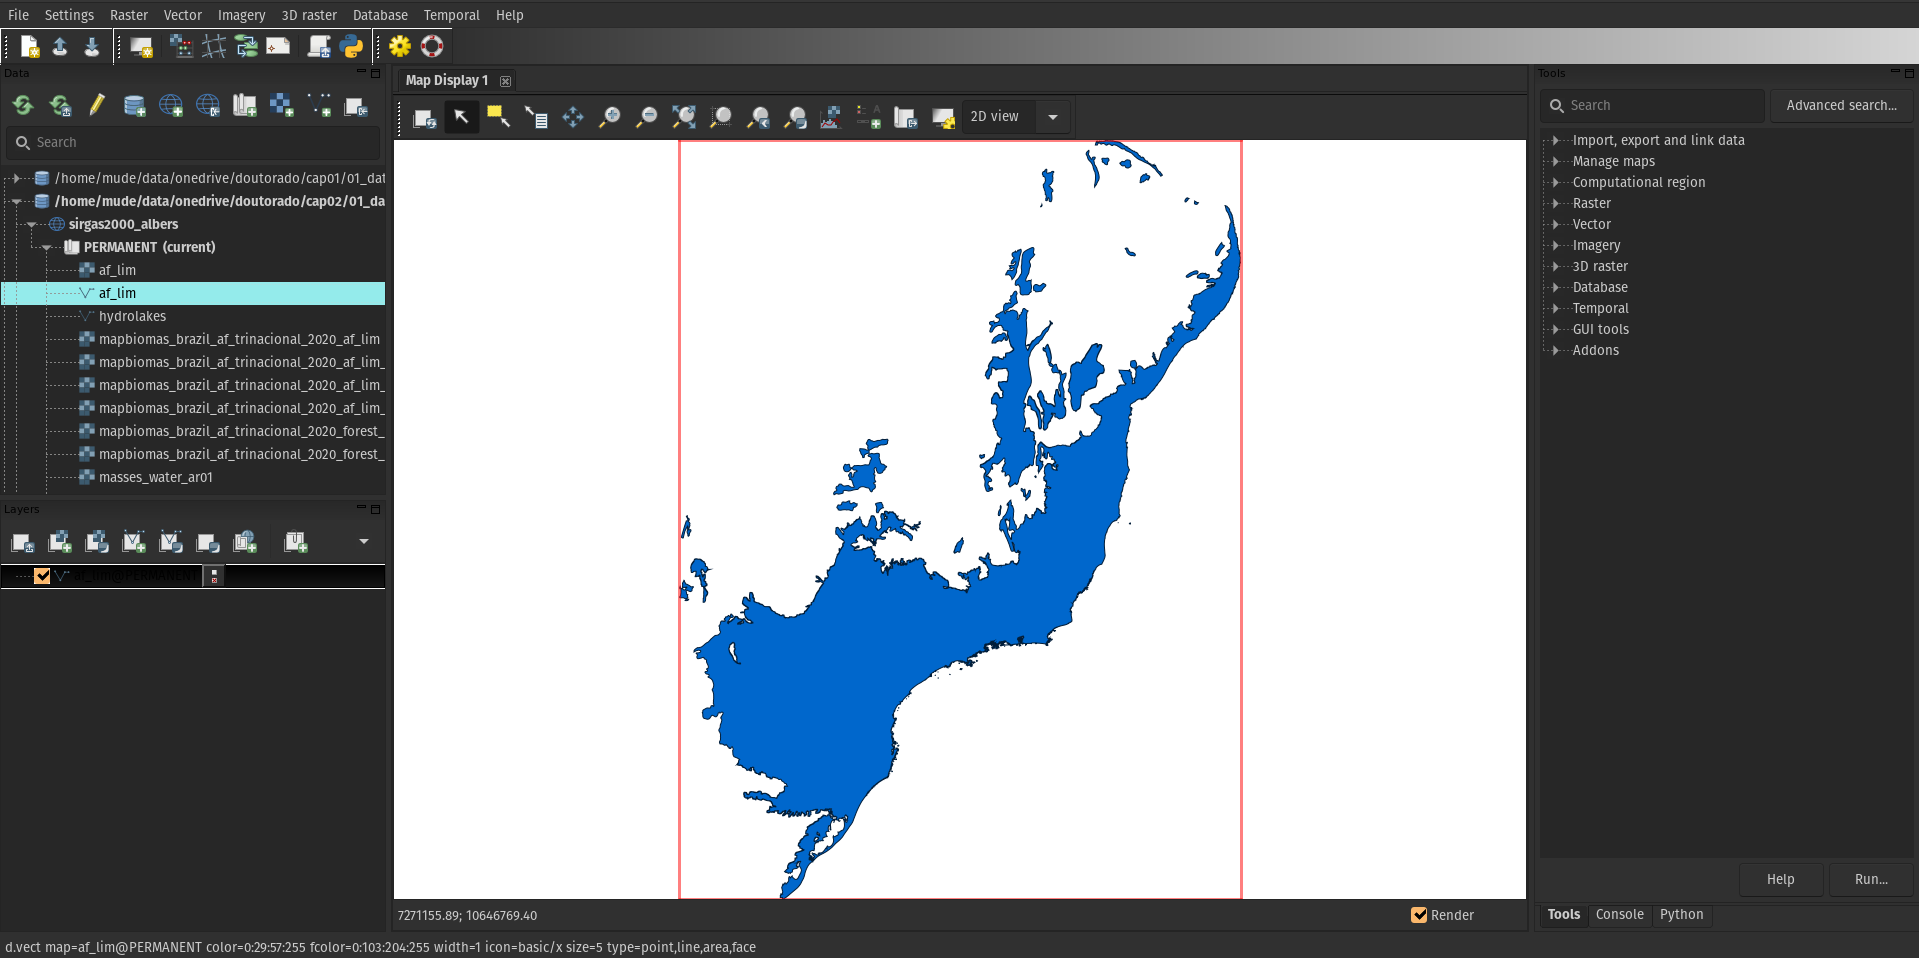 File Settings Raster Vector Imagery 3D raster Database Temporal Help
Data
Search
/home/mude/data/onedrive/doutorado/cap01/01_dat
/home/mude/data/onedrive/doutorado/cap02/01_da
sirgas2000_albers
PERMANENT (current)
af_lim
af_lim
hydrolakes
mapbiomas_brazil_af_trinacional_2020_af_lim
mapbiomas_brazil_af_trinacional_2020_af_lim_
mapbiomas_brazil_af_trinacional_2020_af_lim_
mapbiomas_brazil_af_trinacional_2020_af_lim_
mapbiomas_brazil_af_trinacional_2020_forest_
mapbiomas_brazil_af_trinacional_2020_forest_
masses_water_ar01
Layers
af_lim@PERMANENT
Map Display 1
2D view
7271155.89; 10646769.40
Render
Tools
Search
Advanced search...
Import, export and link data
Manage maps
Computational region
Raster
Vector
Imagery
3D raster
Database
Temporal
GUI tools
Addons
Help Run...
Tools Console Python
d.vect map=af_lim@PERMANENT color=0:29:57:255 fcolor=0:103:204:255 width=1 icon=basic/x size=5 type=point,line,area,face